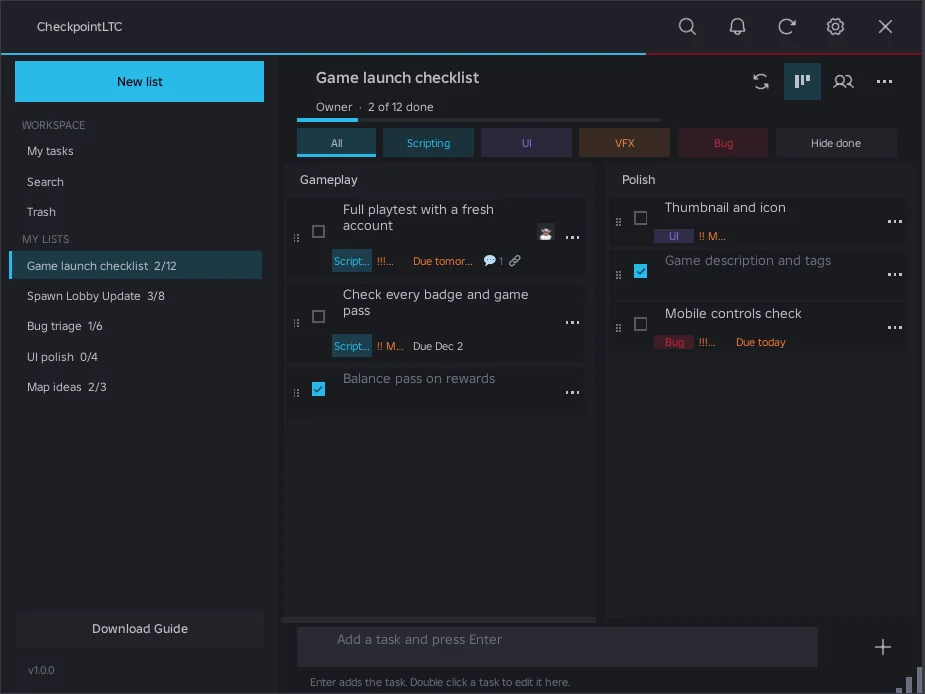 CheckpointLTC
New list
WORKSPACE
My tasks
Search
Trash
MY LISTS
Game launch checklist 2/12
Spawn Lobby Update 3/8
Bug triage 1/6
UI polish 0/4
Map ideas 2/3
Download Guide
v1.0.0
Game launch checklist
Owner · 2 of 12 done
All
Scripting
UI
VFX
Bug
Hide done
Gameplay
Full playtest with a fresh
account
Script... !!!... Due tomor... 1
Check every badge and game
pass
Script... !! M... Due Dec 2
Balance pass on rewards
Polish
Thumbnail and icon
UI !! M...
Game description and tags
Mobile controls check
Bug !!!... Due today
Add a task and press Enter
Enter adds the task. Double click a task to edit it here.